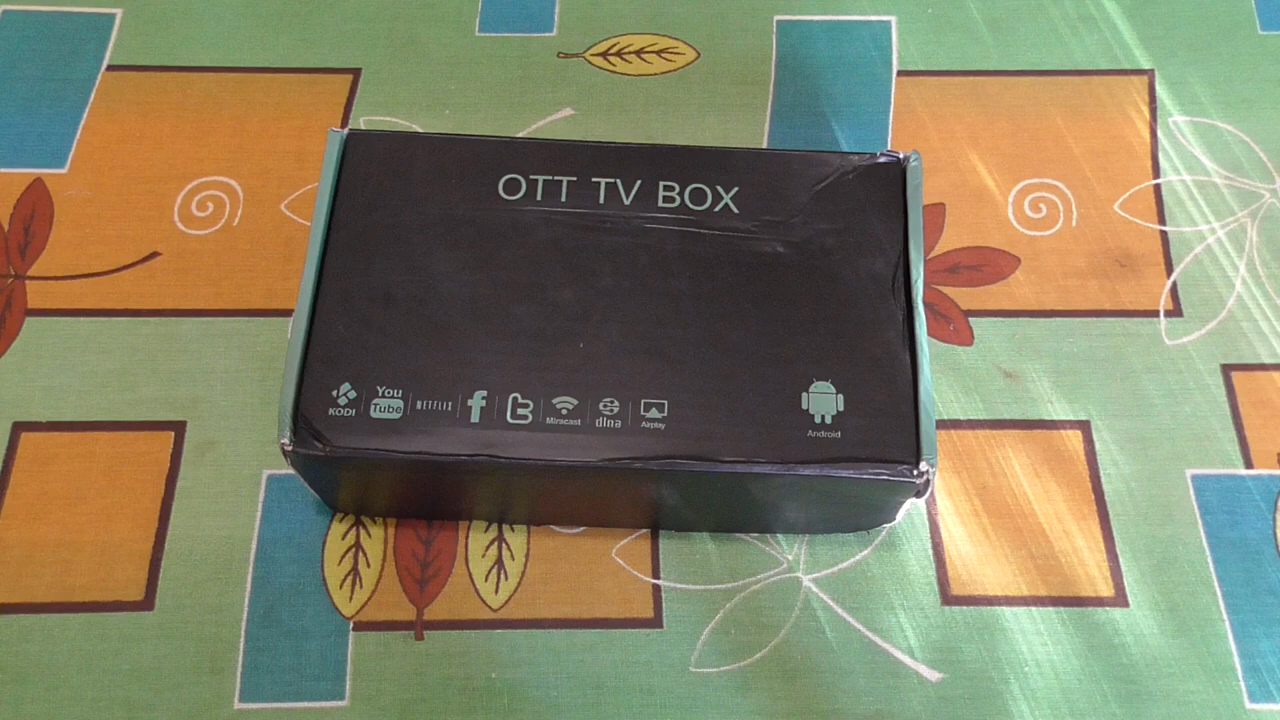 OTT TV BOX
KODI
You
Tube
NETFLIX
Miracast
dlna
Airplay
Android